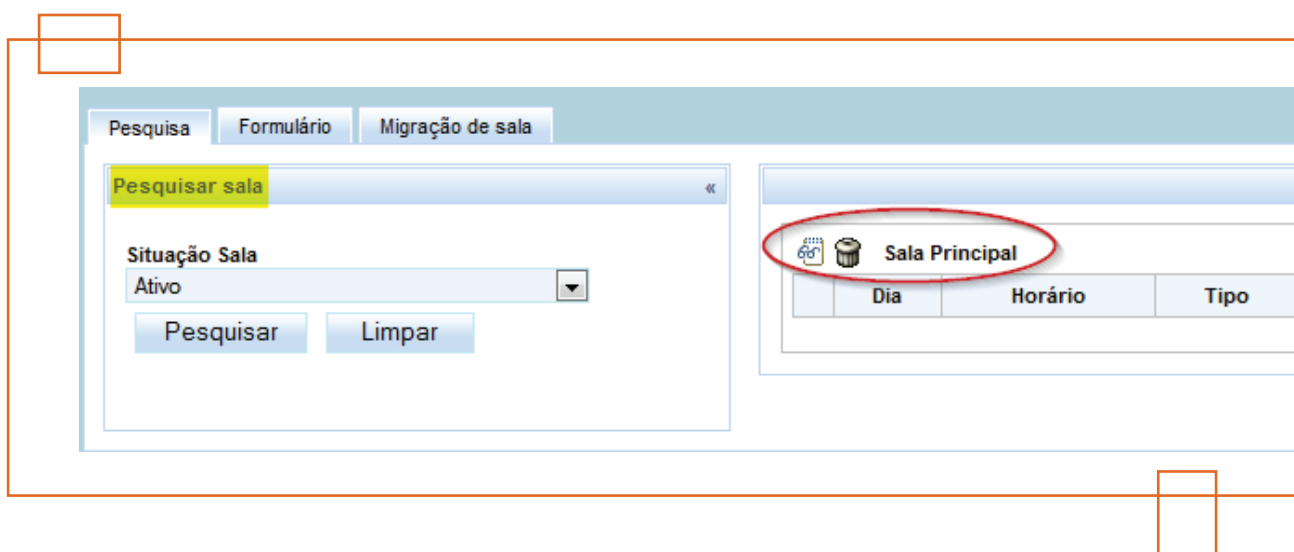 Pesquisa Formulário Migração de sala
Pesquisar sala «
Situação Sala
Ativo
Pesquisar Limpar
Sala Principal
Dia Horário Tipo